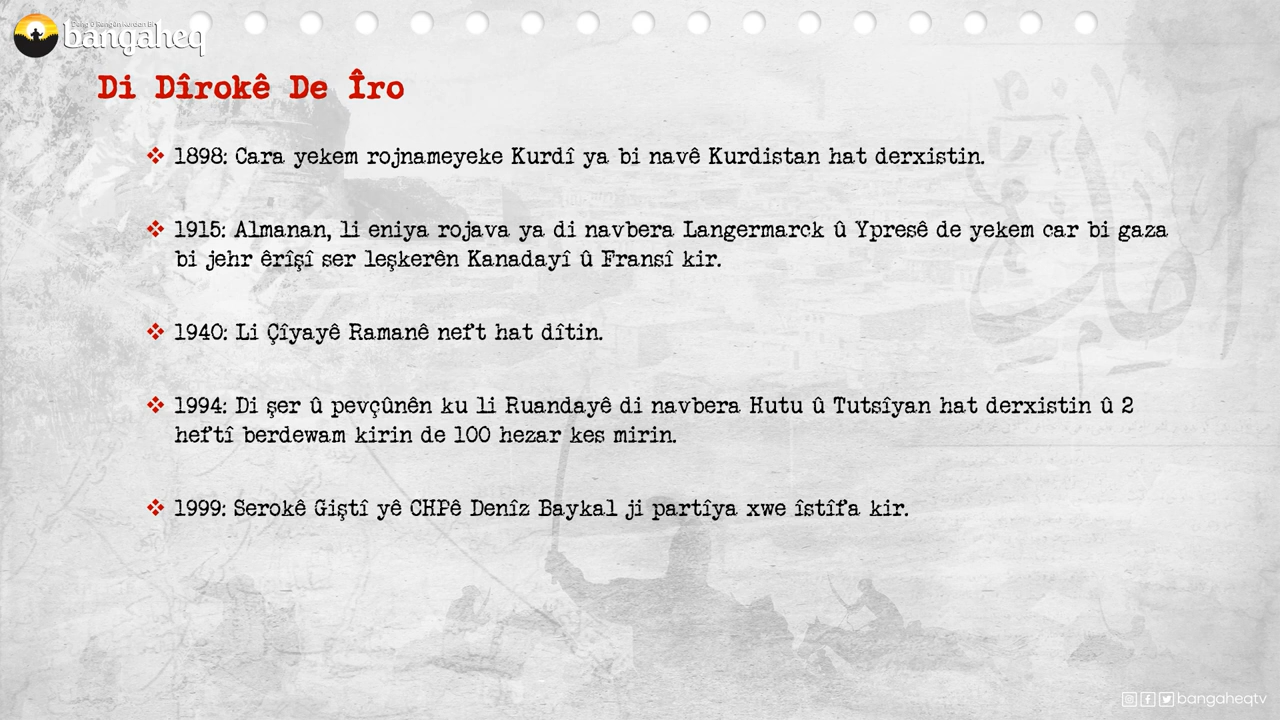 Deng Û Bangên Kurdan Bi
bangaheq
Di Dîrokê De Îro
❖ 1898: Cara yekem rojnameyeke Kurdî ya bi navê Kurdistan hat derxistin.
❖ 1915: Almanan, li eniya rojava ya di navbera Langermarck û Ypresê de yekem car bi gaza
bi jehr êrîşî ser leşkerên Kanadayî û Fransî kir.
❖ 1940: Li Çîyayê Ramanê neft hat dîtin.
❖ 1994: Di şer û pevçûnên ku li Ruandayê di navbera Hutu û Tutsîyan hat derxistin û 2
heftî berdewam kirin de 100 hezar kes mirin.
❖ 1999: Serokê Giştî yê CHPê Denîz Baykal ji partîya xwe îstîfa kir.
bangaheqtv